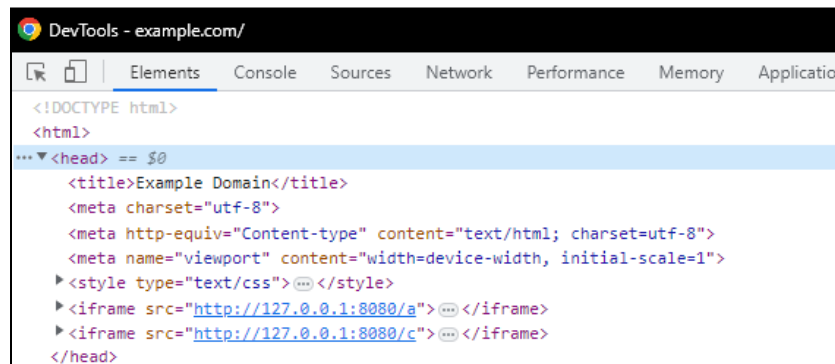 DevTools - example.com/
Elements Console Sources Network Performance Memory Applicatio
<!DOCTYPE html>
<html>
••• ▼<head> == $0
<title>Example Domain</title>
<meta charset="utf-8">
<meta http-equiv="Content-type" content="text/html; charset=utf-8">
<meta name="viewport" content="width=device-width, initial-scale=1">
▶<style type="text/css">⋯</style>
▶<iframe src="http://127.0.0.1:8080/a">⋯</iframe>
▶<iframe src="http://127.0.0.1:8080/c">⋯</iframe>
</head>